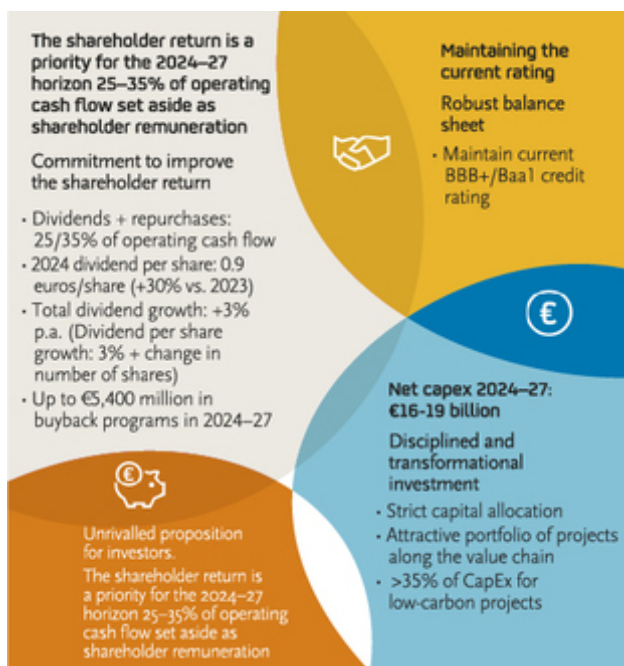 The shareholder return is a
priority for the 2024–27
horizon 25–35% of operating
cash flow set aside as
shareholder remuneration
Commitment to improve
the shareholder return
• Dividends + repurchases:
25/35% of operating cash flow
• 2024 dividend per share: 0.9
euros/share (+30% vs. 2023)
• Total dividend growth: +3%
p.a. (Dividend per share
growth: 3% + change in
number of shares)
• Up to €5,400 million in
buyback programs in 2024–27
Maintaining the
current rating
Robust balance
sheet
• Maintain current
BBB+/Baa1 credit
rating
€
Net capex 2024–27:
€16-19 billion
Disciplined and
transformational
investment
• Strict capital allocation
• Attractive portfolio of projects
along the value chain
• >35% of CapEx for
low-carbon projects
€
Unrivalled proposition
for investors.
The shareholder return is
a priority for the 2024–27
horizon 25–35% of operating
cash flow set aside as
shareholder remuneration